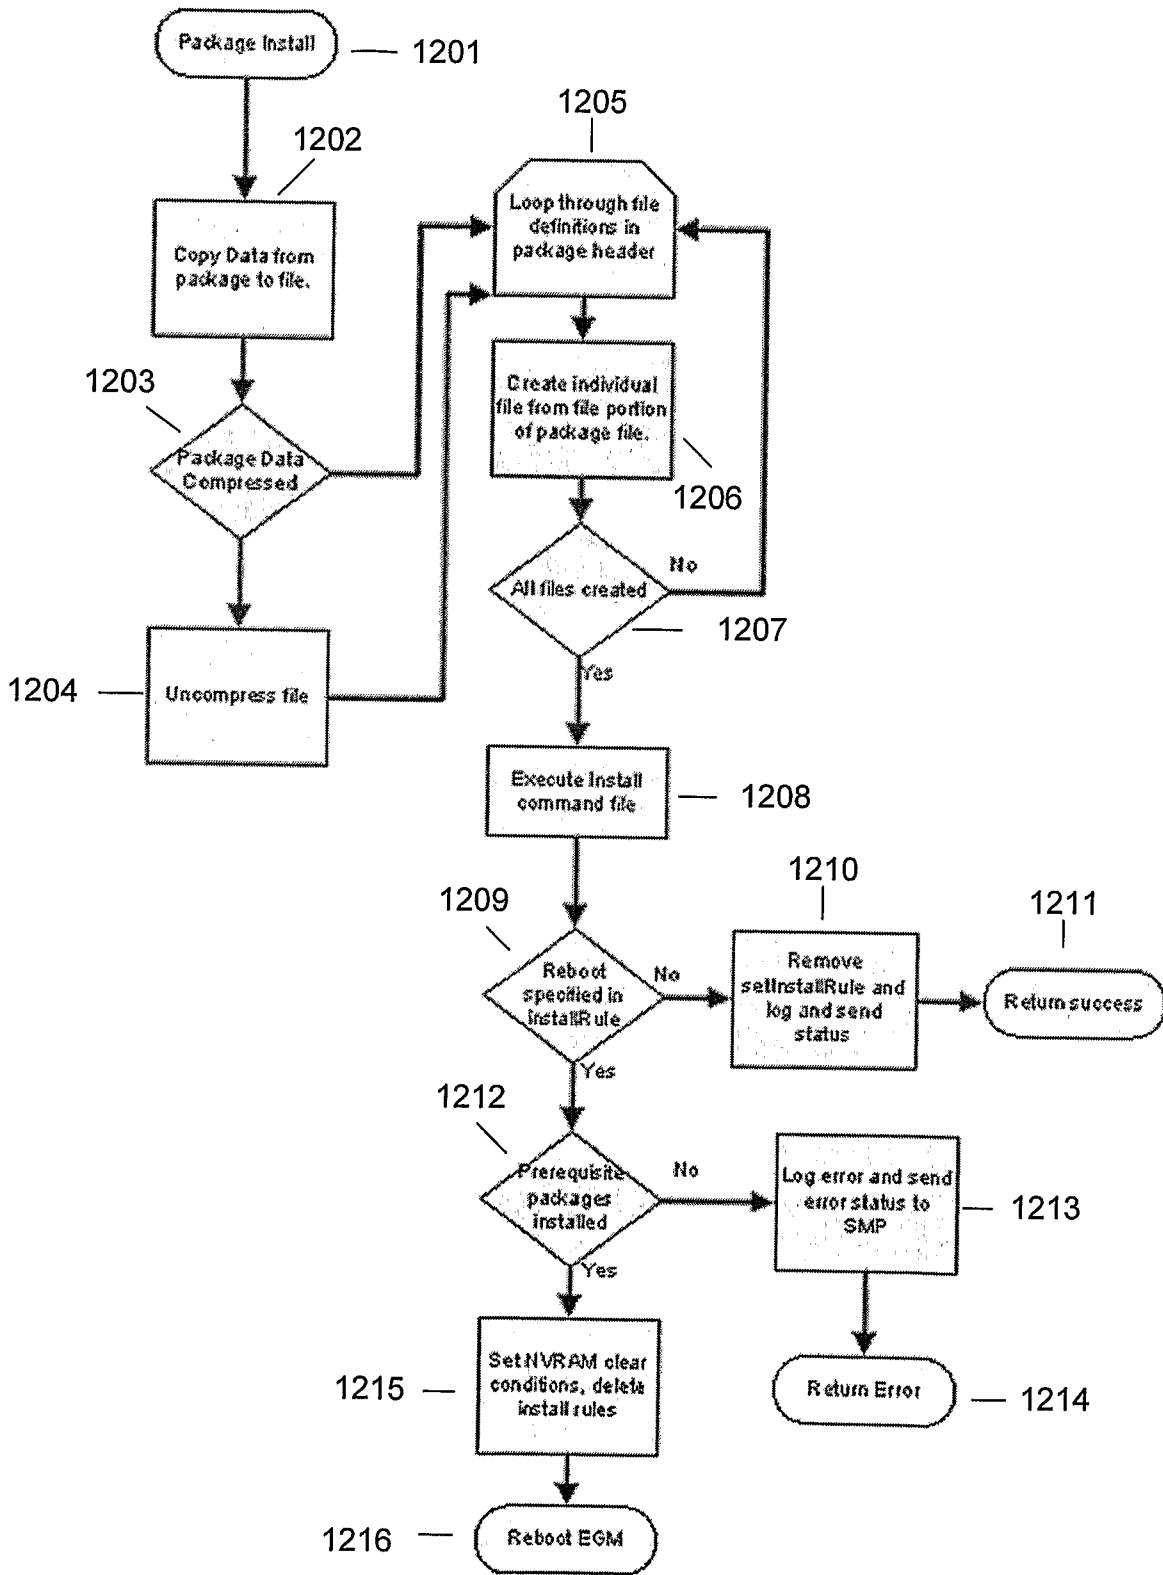 Package Install
1201
1202
Copy Data from
package to file.
1203
Package Data
Compressed
1204
Uncompress file
1205
Loop through file
definitions in
package header
Create individual
file from file portion
of package file.
1206
All files created
No
1207
Yes
Execute Install
command file
1208
1209
Reboot
specified in
InstallRule
No
1210
Remove
setInstallRule and
log and send
status
1211
Return success
Yes
1212
Prerequisite
packages
installed
No
Log error and send
error status to
SMP
1213
Return Error
1214
Yes
Set NVRAM clear
conditions, delete
install rules
1215
1216
Reboot EGM